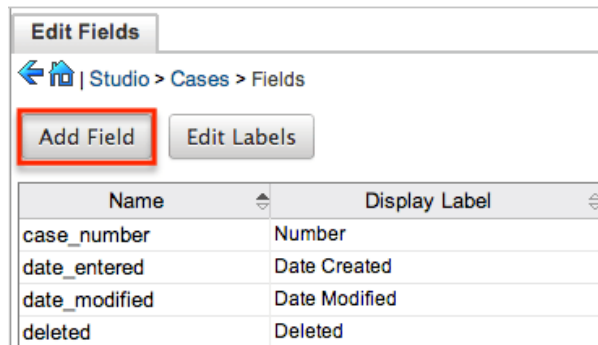 Edit Fields
| Studio > Cases > Fields
Add Field Edit Labels
Name Display Label
case_number Number
date_entered Date Created
date_modified Date Modified
deleted Deleted